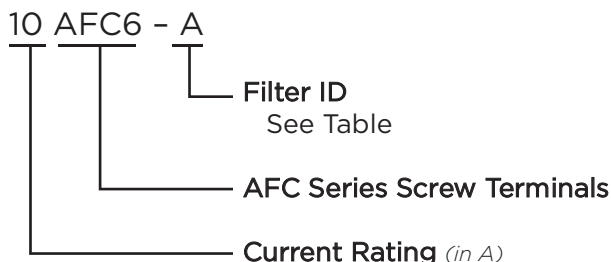 10 AFC6 – A
Filter ID
See Table
AFC Series Screw Terminals
Current Rating (in A)